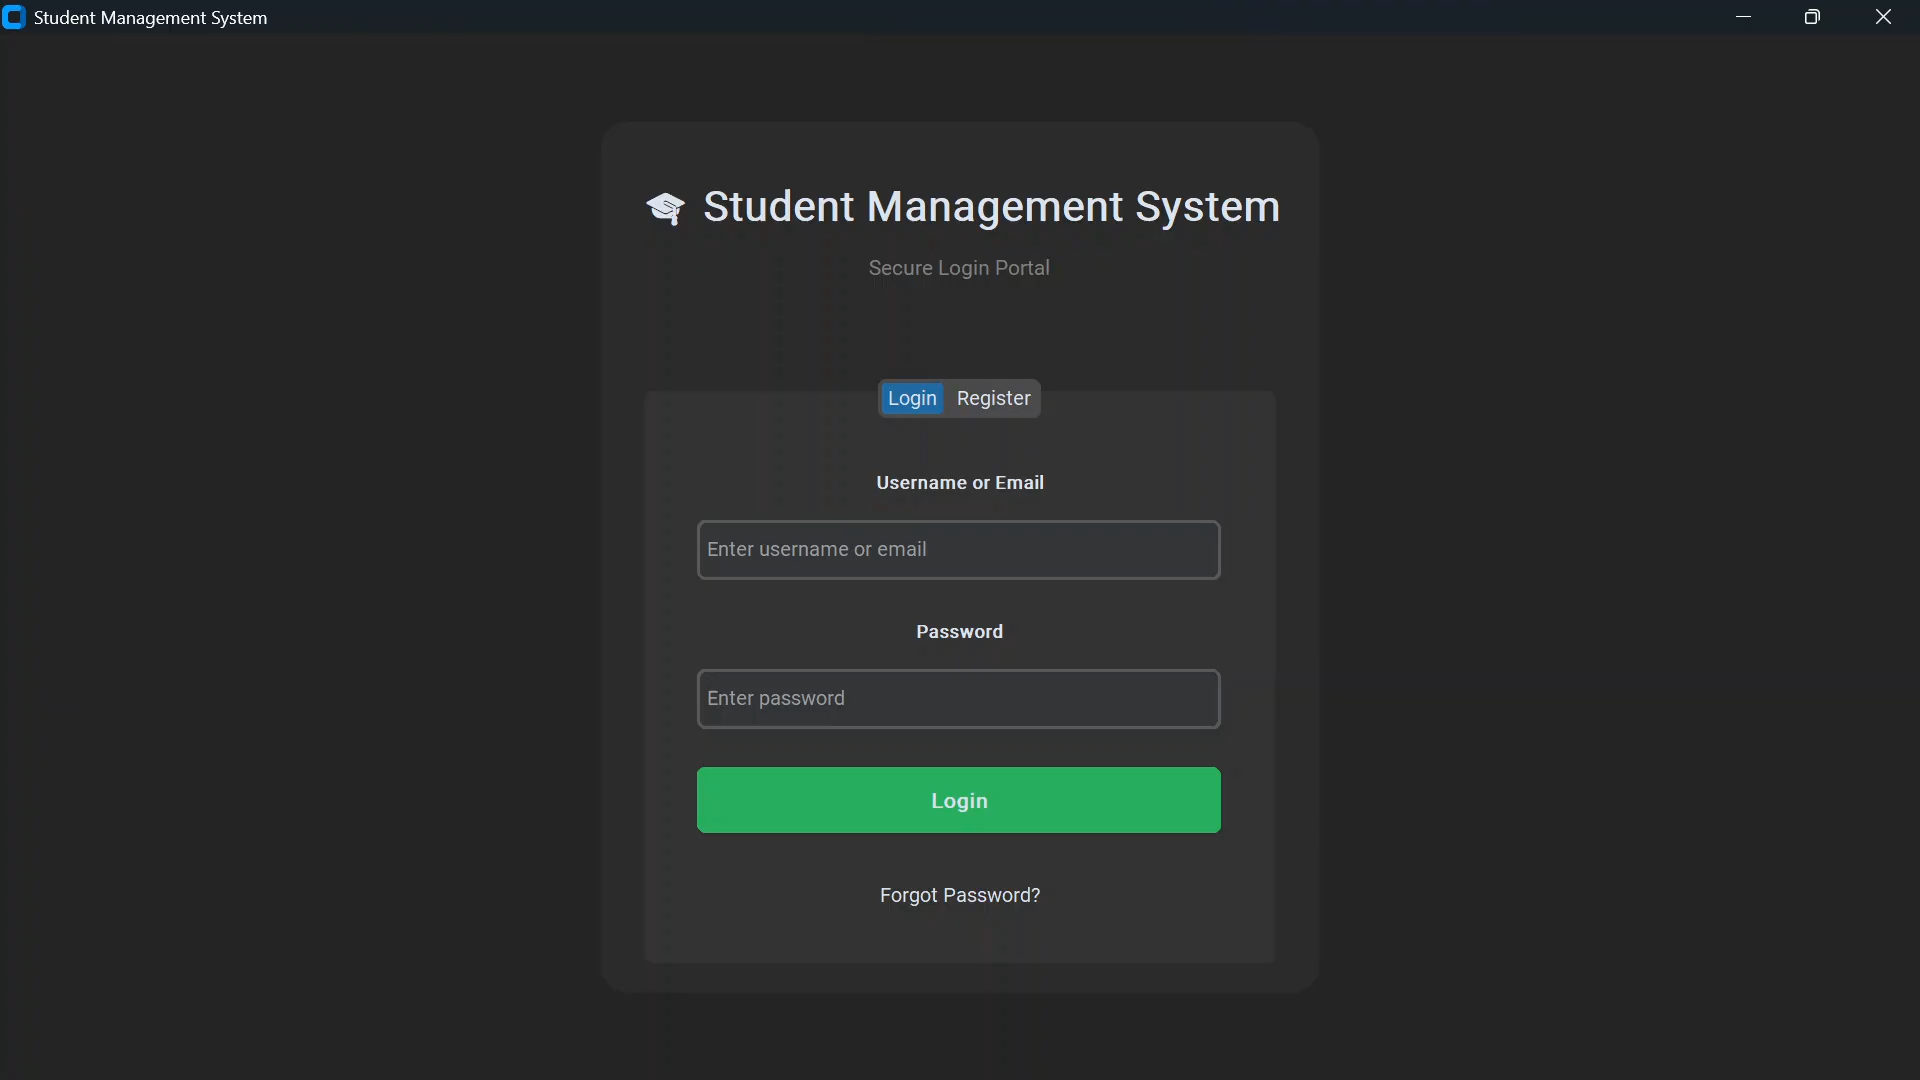 Student Management System
Student Management System
Secure Login Portal
Login Register
Username or Email
Enter username or email
Password
Enter password
Login
Forgot Password?